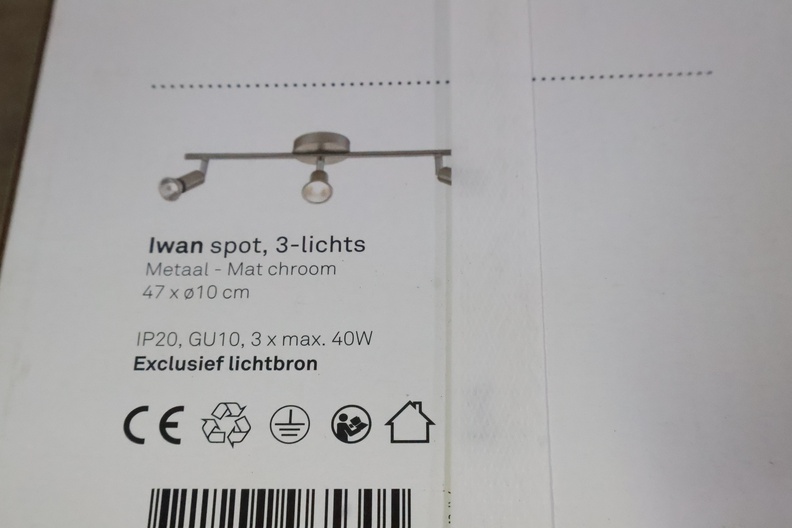 Iwan spot, 3-lichts
Metaal - Mat chroom
47 x ø10 cm
IP20, GU10, 3 x max. 40W
Exclusief lichtbron
CE